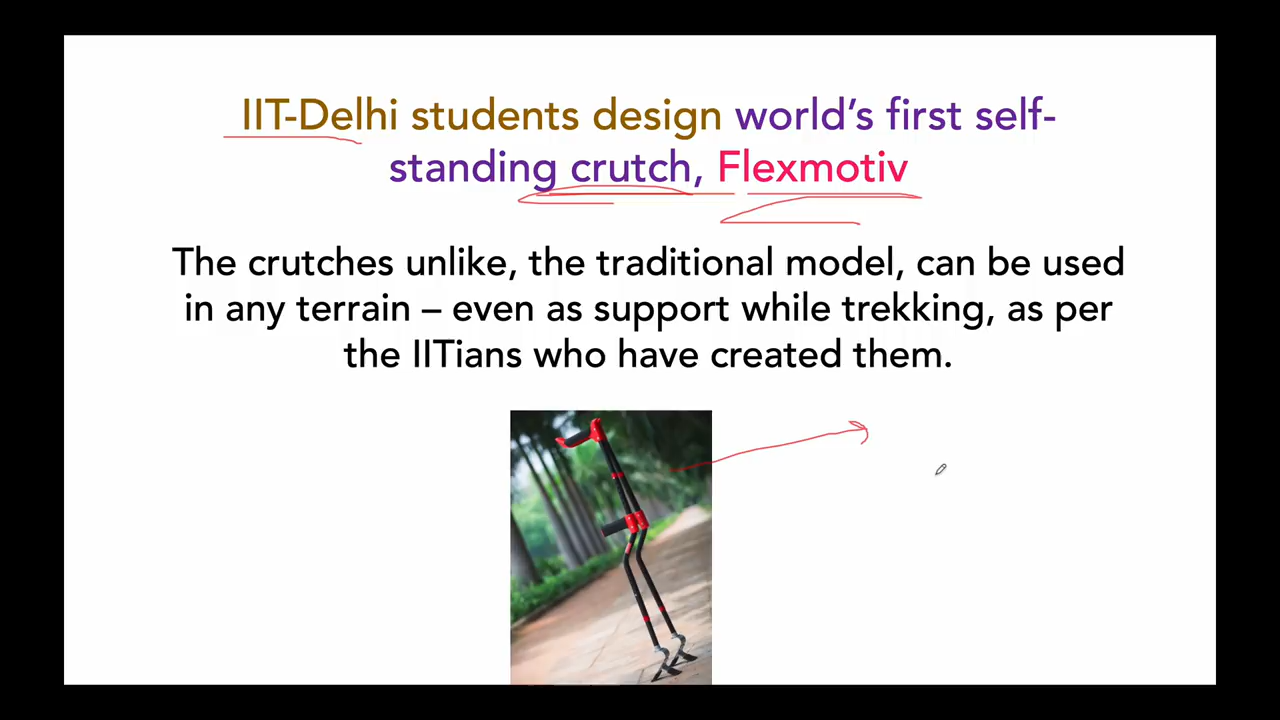 IIT-Delhi students design world's first self-
standing crutch, Flexmotiv
The crutches unlike, the traditional model, can be used
in any terrain – even as support while trekking, as per
the IITians who have created them.